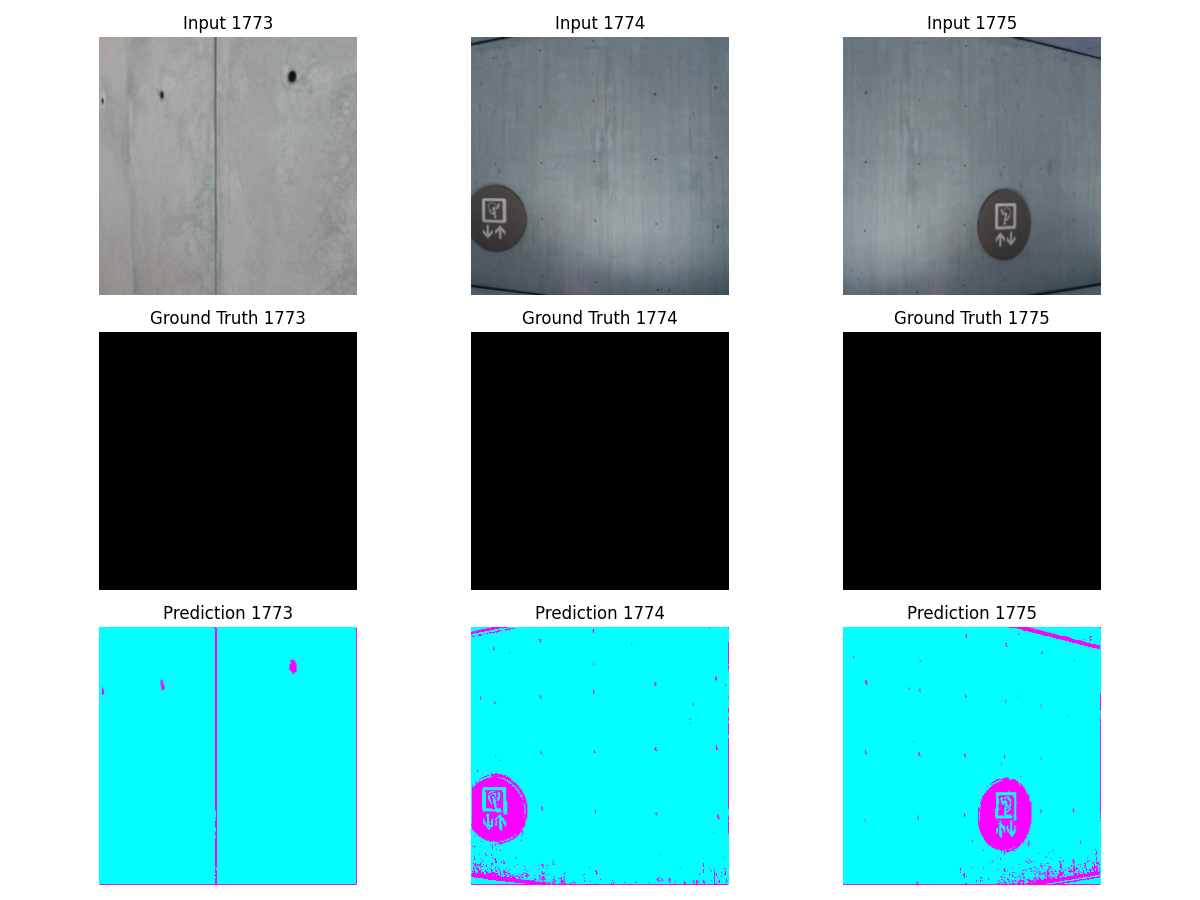 Input 1773
Input 1774
Input 1775
Ground Truth 1773
Ground Truth 1774
Ground Truth 1775
Prediction 1773
Prediction 1774
Prediction 1775